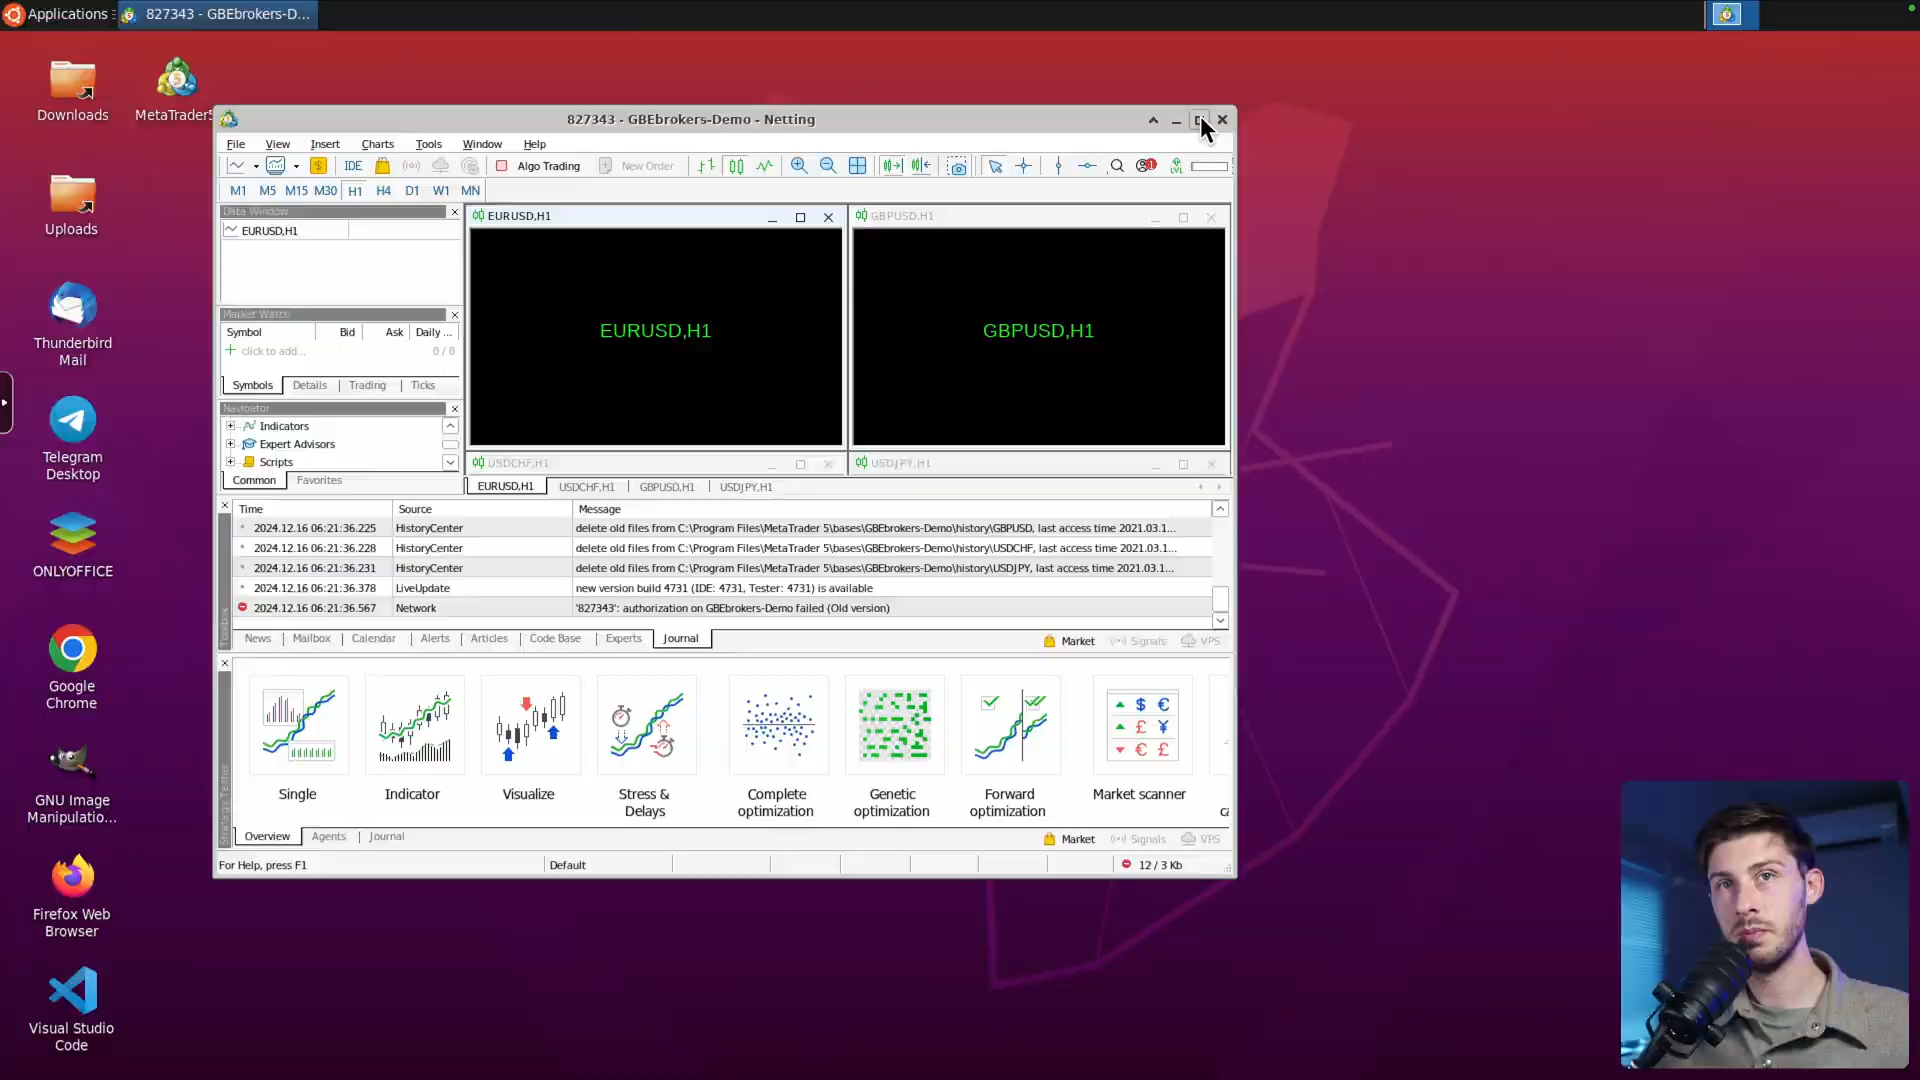 Applications
827343 - GBEbrokers-D...
Downloads
MetaTrader5
Uploads
Thunderbird
Mail
Telegram
Desktop
ONLYOFFICE
Google
Chrome
GNU Image
Manipulatio...
Firefox Web
Browser
Visual Studio
Code
827343 - GBEbrokers-Demo - Netting
File View Insert Charts Tools Window Help
IDE Algo Trading New Order
M1 M5 M15 M30 H1 H4 D1 W1 MN
Data Window
EURUSD,H1
Market Watch
Symbol Bid Ask Daily ...
click to add... 0 / 0
Symbols Details Trading Ticks
Navigator
Indicators
Expert Advisors
Scripts
Common Favorites
EURUSD,H1
EURUSD,H1
GBPUSD,H1
GBPUSD,H1
USDCHF,H1
USDJPY,H1
EURUSD,H1 USDCHF,H1 GBPUSD,H1 USDJPY,H1
Time Source Message
2024.12.16 06:21:36.225 HistoryCenter delete old files from C:\Program Files\MetaTrader 5\bases\GBEbrokers-Demo\history\GBPUSD, last access time 2021.03.1...
2024.12.16 06:21:36.228 HistoryCenter delete old files from C:\Program Files\MetaTrader 5\bases\GBEbrokers-Demo\history\USDCHF, last access time 2021.03.1...
2024.12.16 06:21:36.231 HistoryCenter delete old files from C:\Program Files\MetaTrader 5\bases\GBEbrokers-Demo\history\USDJPY, last access time 2021.03.1...
2024.12.16 06:21:36.378 LiveUpdate new version build 4731 (IDE: 4731, Tester: 4731) is available
2024.12.16 06:21:36.567 Network '827343': authorization on GBEbrokers-Demo failed (Old version)
Toolbox
News Mailbox Calendar Alerts Articles Code Base Experts Journal
Market Signals VPS
Single
Indicator
Visualize
Stress &
Delays
Complete
optimization
Genetic
optimization
Forward
optimization
Market scanner
Strategy Tester
Overview Agents Journal
Market Signals VPS
For Help, press F1 Default 12 / 3 Kb